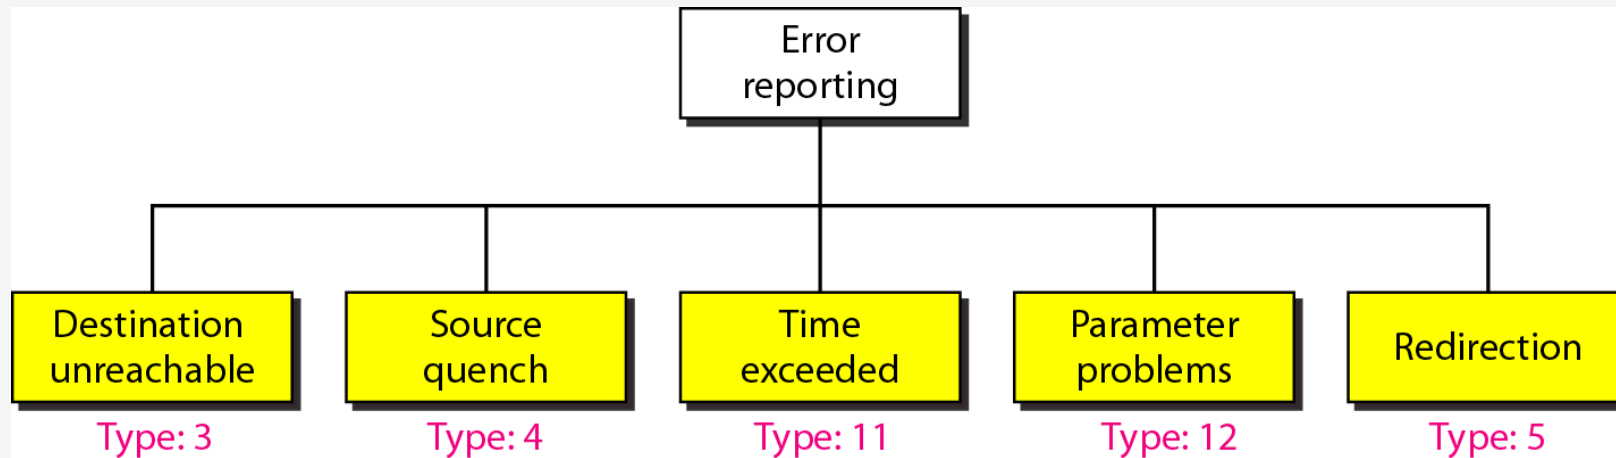 Error
reporting
Destination
unreachable
Source
quench
Time
exceeded
Parameter
problems
Redirection
Type: 3
Type: 4
Type: 11
Type: 12
Type: 5